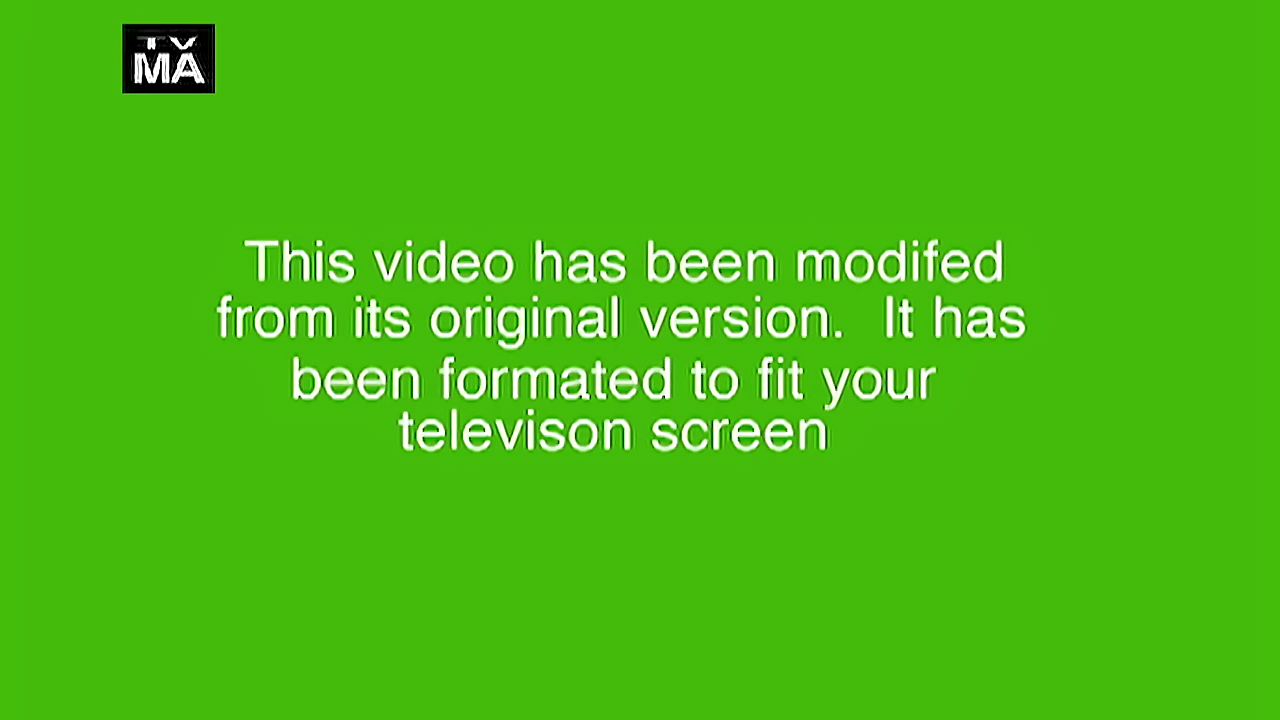 TV
MA
This video has been modifed
from its original version.  It has
been formated to fit your
televison screen